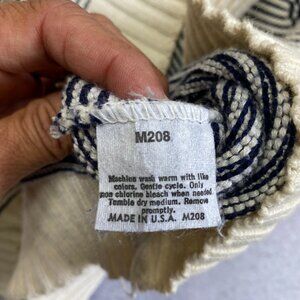 M208
Machine wash warm with like
colors. Gentle cycle. Only
non chlorine bleach when needed.
Tumble dry medium. Remove
promptly.
MADE IN U.S.A. M208